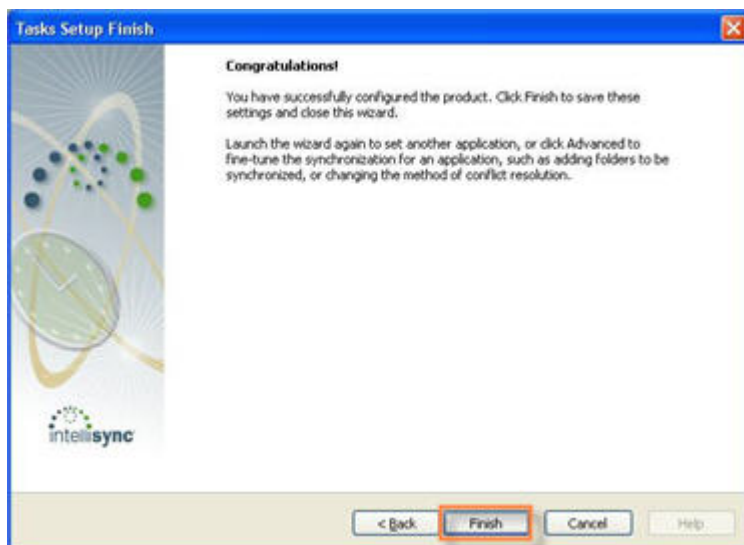 Tasks Setup Finish
Congratulations!
You have successfully configured the product. Click Finish to save these
settings and close this wizard.
Launch the wizard again to set another application, or click Advanced to
fine-tune the synchronization for an application, such as adding folders to be
synchronized, or changing the method of conflict resolution.
intellisync
< Back
Finish
Cancel
Help